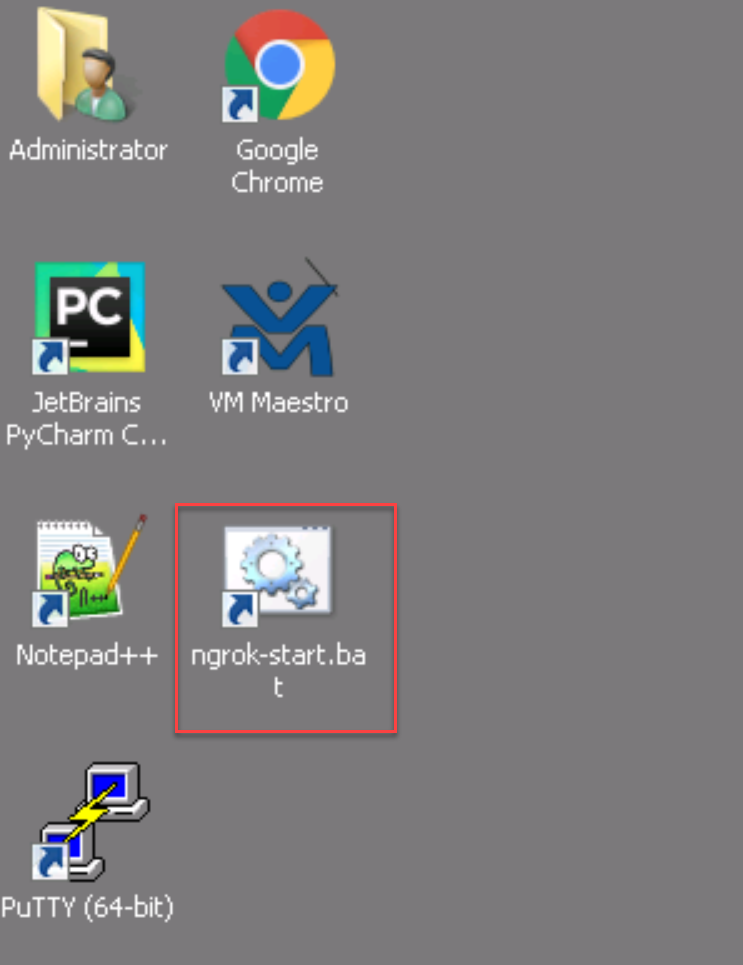 Administrator
Google
Chrome
PC
JetBrains
PyCharm C...
VM Maestro
Notepad++
ngrok-start.ba
t
PuTTY (64-bit)